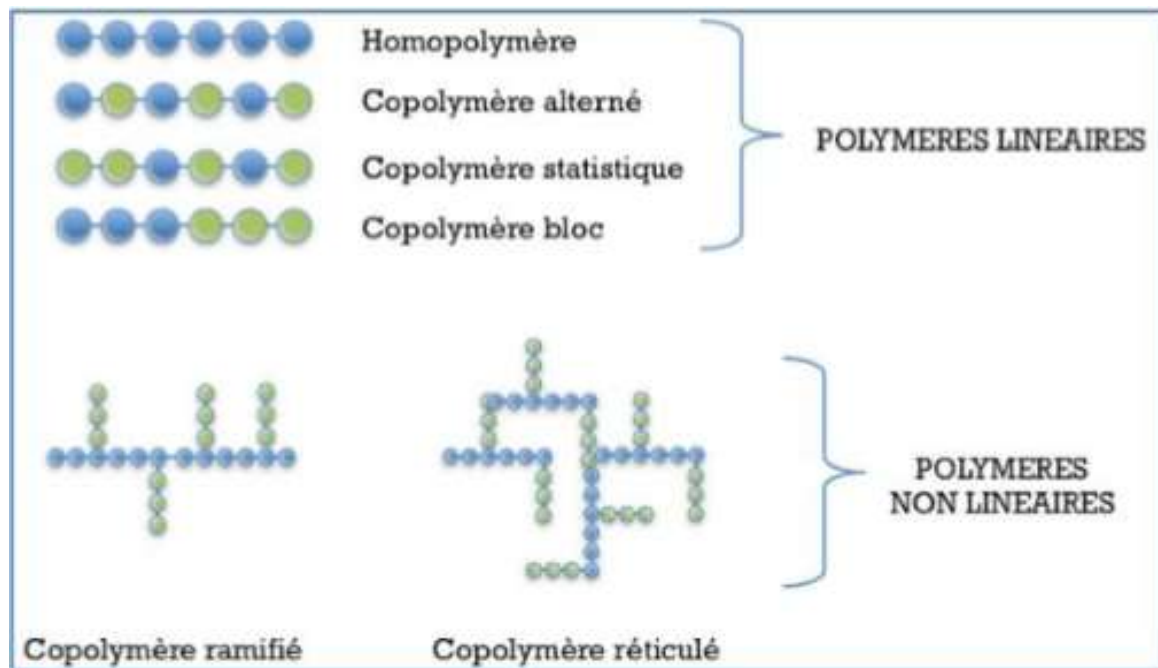 Homopolymère
Copolymère alterné
POLYMERES LINEAIRES
Copolymère statistique
Copolymère bloc
POLYMERES
NON LINEAIRES
Copolymère ramifié
Copolymère réticulé